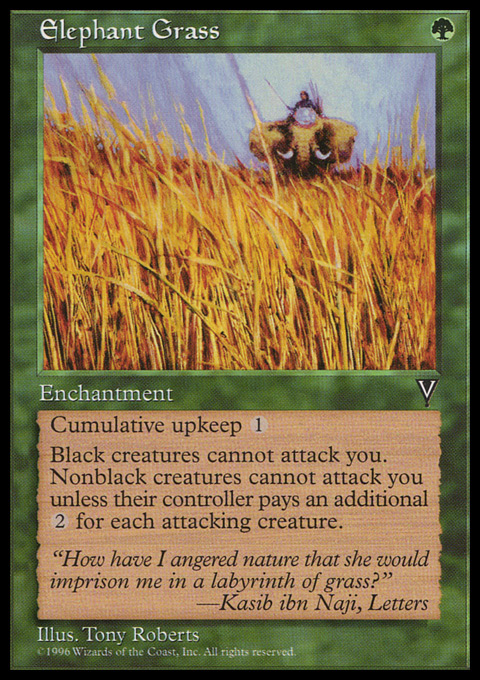 Elephant Grass
Enchantment
V
Cumulative upkeep 1
Black creatures cannot attack you.
Nonblack creatures cannot attack you
unless their controller pays an additional
2 for each attacking creature.
“How have I angered nature that she would
imprison me in a labyrinth of grass?”
—Kasib ibn Naji, Letters
Illus. Tony Roberts
©1996 Wizards of the Coast, Inc. All rights reserved.